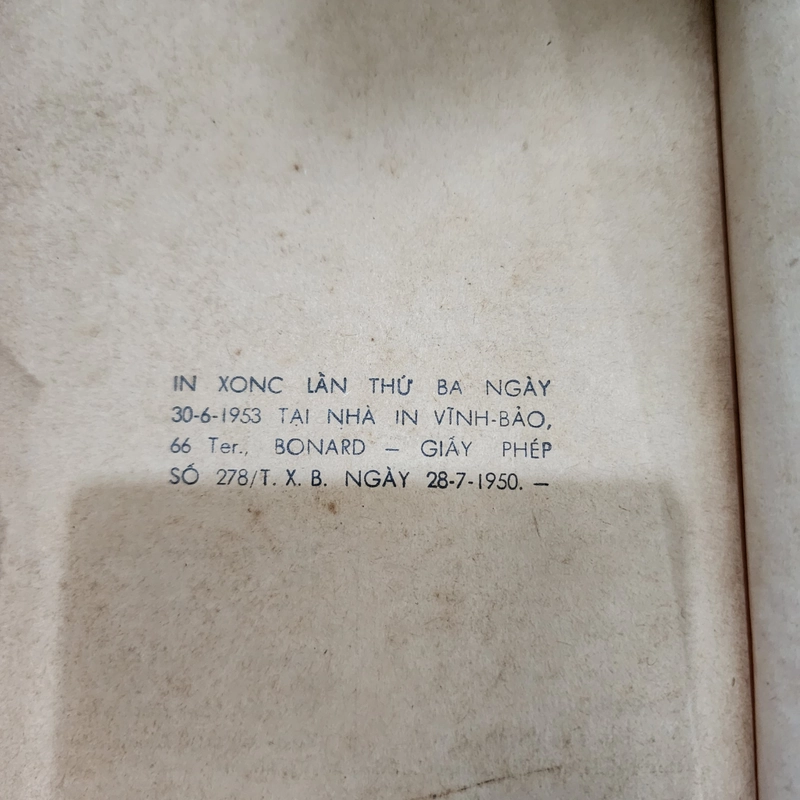 IN XONC LẦN THỨ BA NGÀY
30-6-1953 TẠI NHÀ IN VĨNH-BẢO,
66 Ter., BONARD — GIẤY PHÉP
SỐ 278/T. X. B. NGÀY 28-7-1950. —